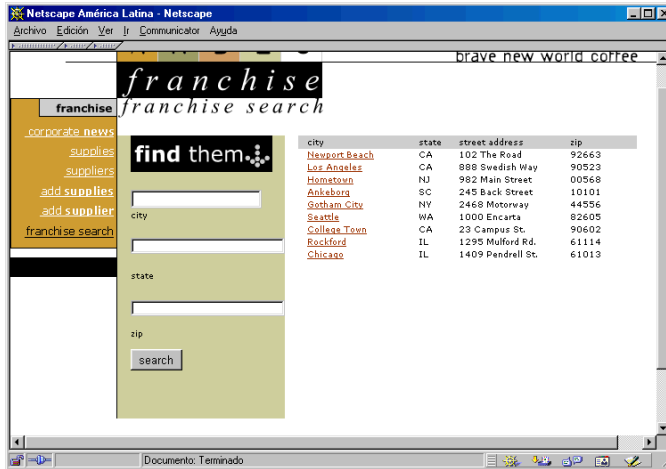 Netscape América Latina - Netscape
Archivo Edición Ver Ir Communicator Ayuda
brave new world coffee
franchise
franchise search
franchise
corporate news
supplies
suppliers
add supplies
add supplier
franchise search
find them
city
state
zip
search
city state street address zip
Newport Beach CA 102 The Road 92663
Los Angeles CA 888 Swedish Way 90523
Hometown NJ 982 Main Street 00568
Ankeborg SC 245 Back Street 10101
Gotham City NY 2468 Motorway 44556
Seattle WA 1000 Encarta 82605
College Town CA 23 Campus St. 90602
Rockford IL 1295 Mulford Rd. 61114
Chicago IL 1409 Pendrell St. 61013
Documento: Terminado